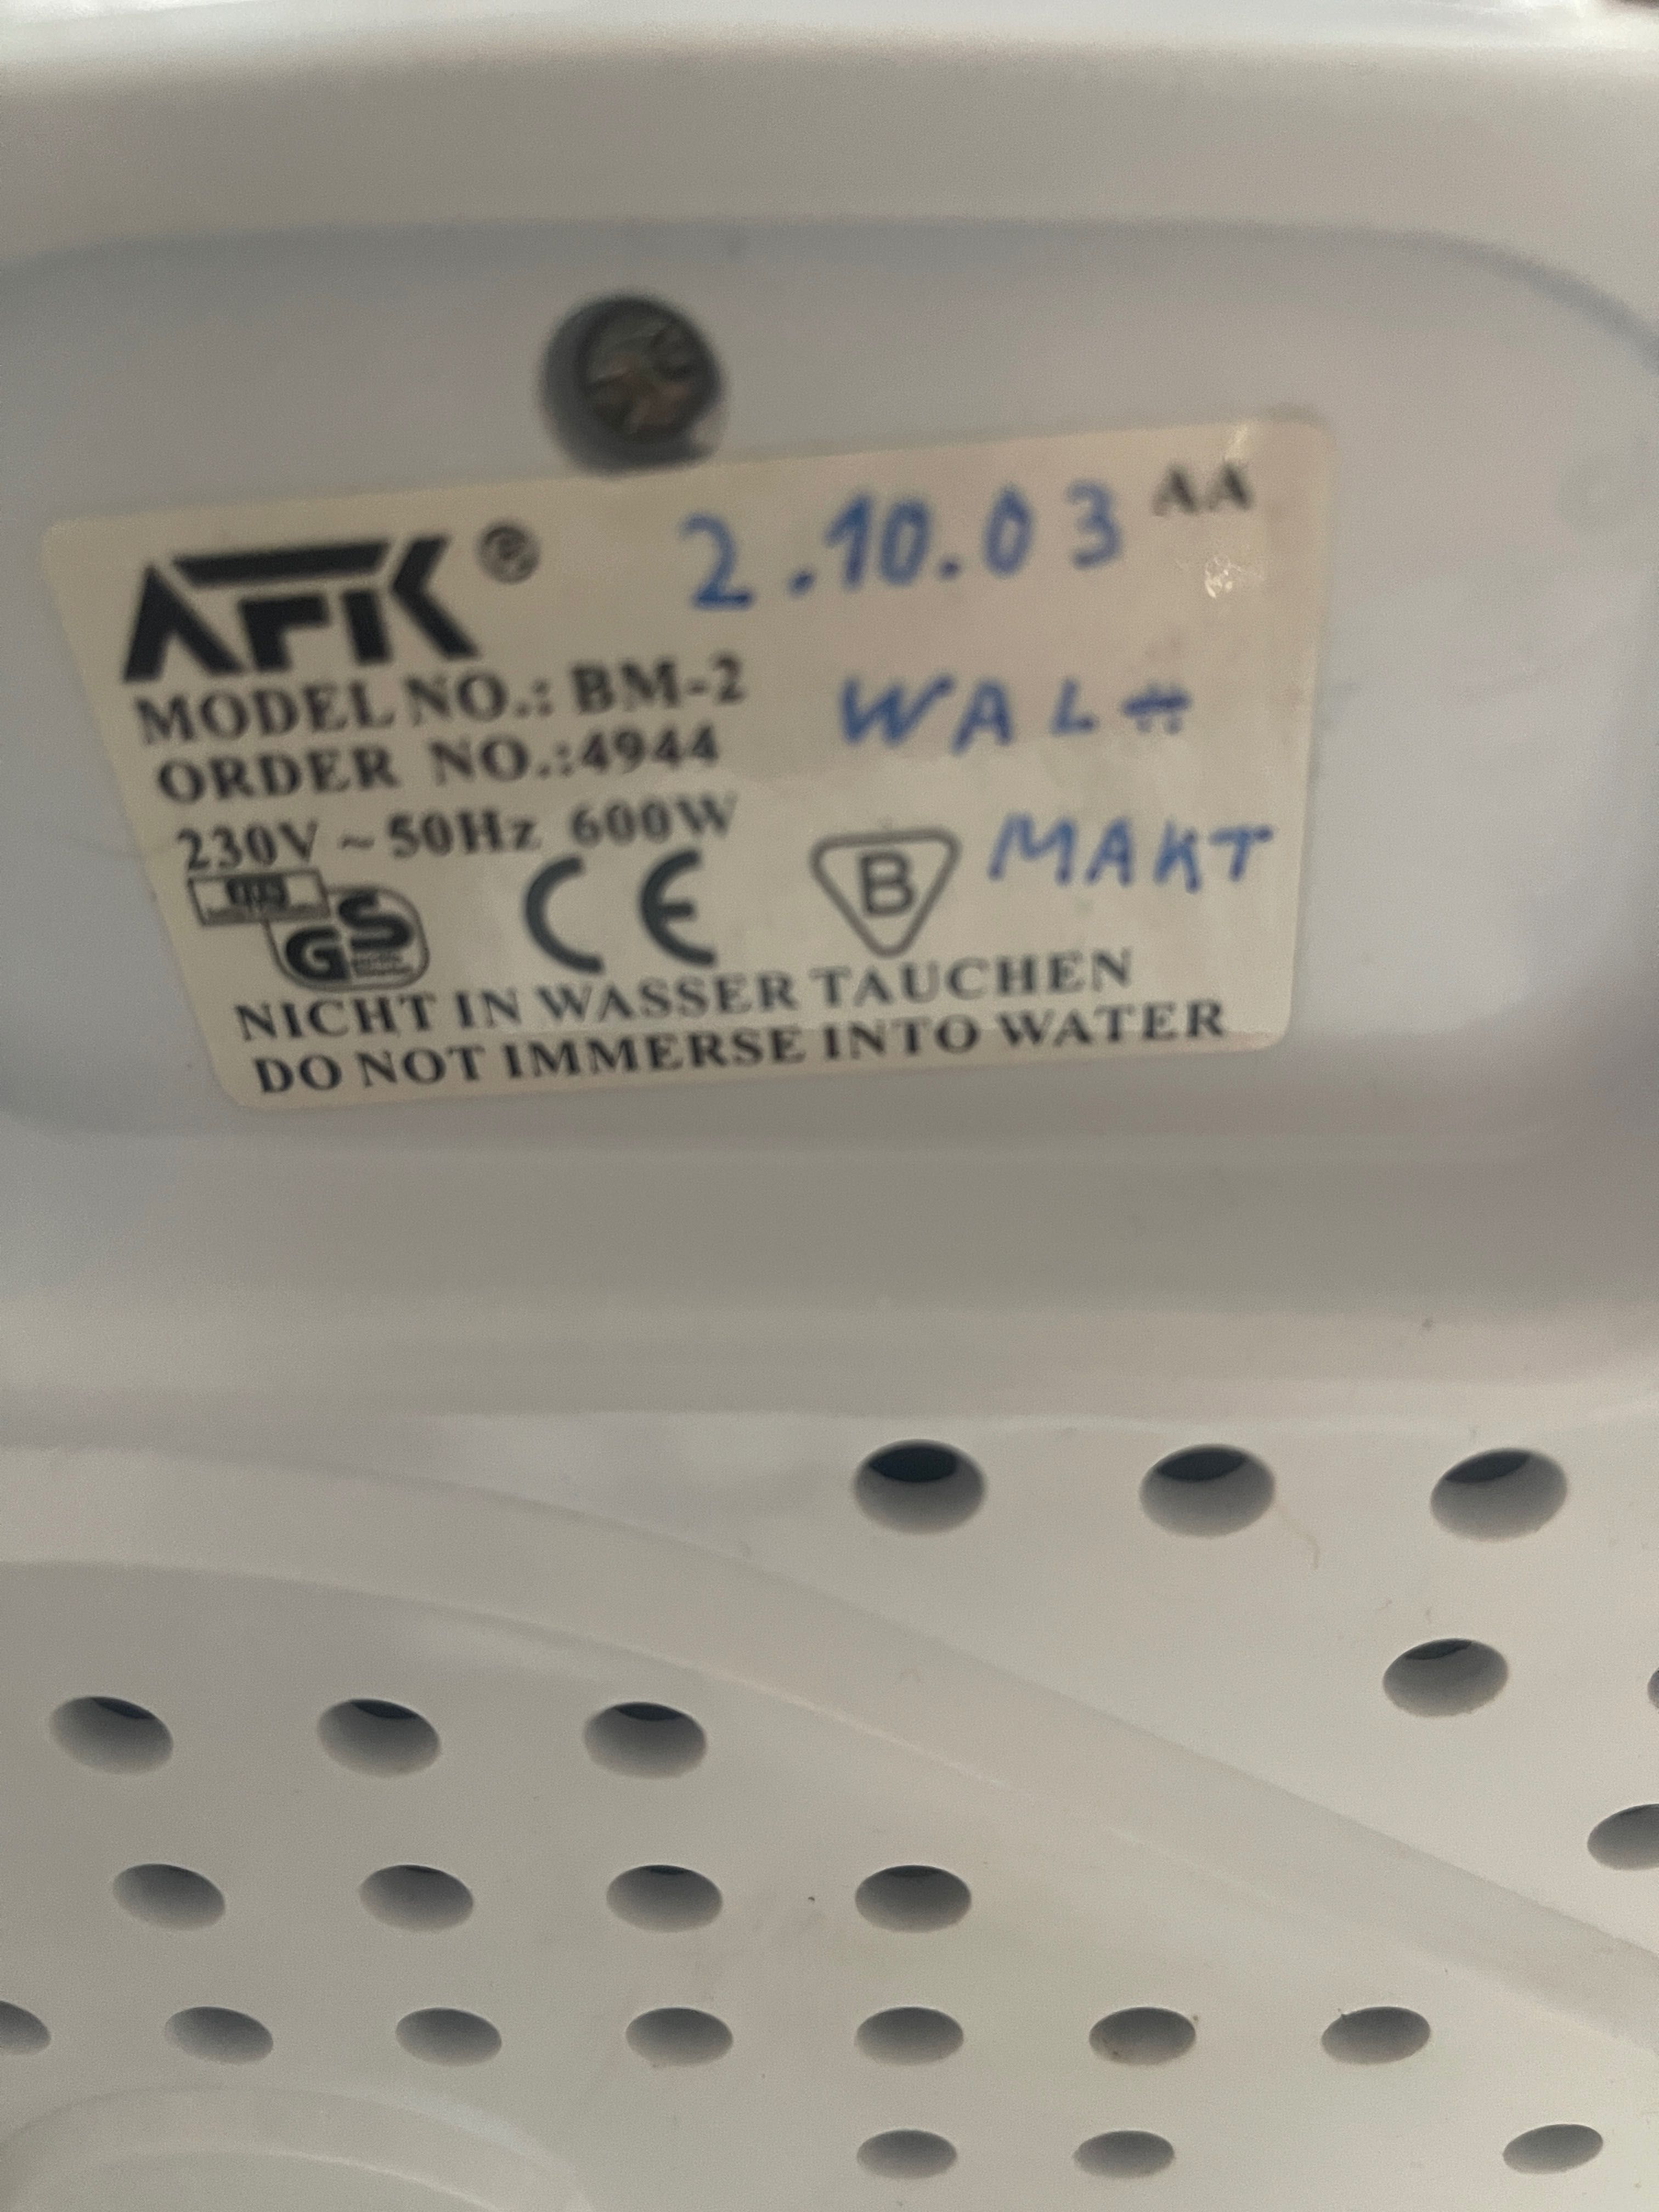 AFK ® 2.10.03 AA
MODEL NO.: BM-2
ORDER NO.:4944
WAL
230V ~ 50Hz 600W
MAKT
GS CE B
NICHT IN WASSER TAUCHEN
DO NOT IMMERSE INTO WATER